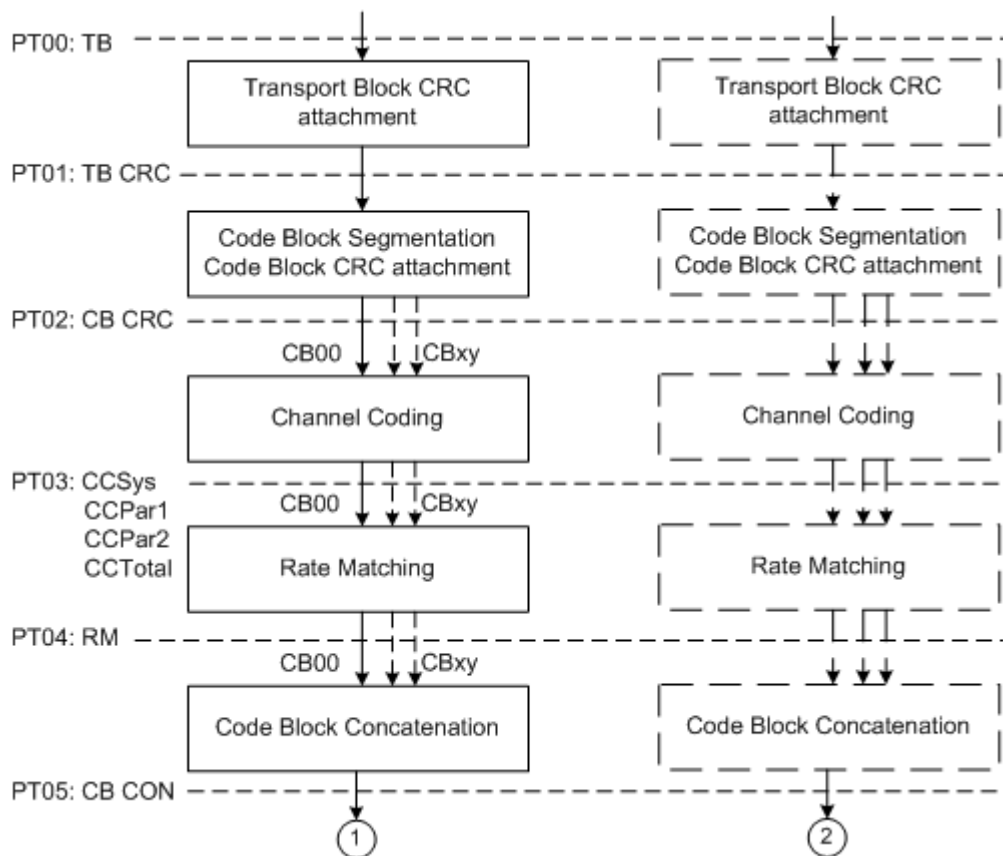 PT00: TB
Transport Block CRC
attachment
Transport Block CRC
attachment
PT01: TB CRC
Code Block Segmentation
Code Block CRC attachment
Code Block Segmentation
Code Block CRC attachment
PT02: CB CRC
CB00
CBxy
Channel Coding
Channel Coding
PT03: CCSys
CCPar1
CCPar2
CCTotal
CB00
CBxy
Rate Matching
Rate Matching
PT04: RM
CB00
CBxy
Code Block Concatenation
Code Block Concatenation
PT05: CB CON
1
2